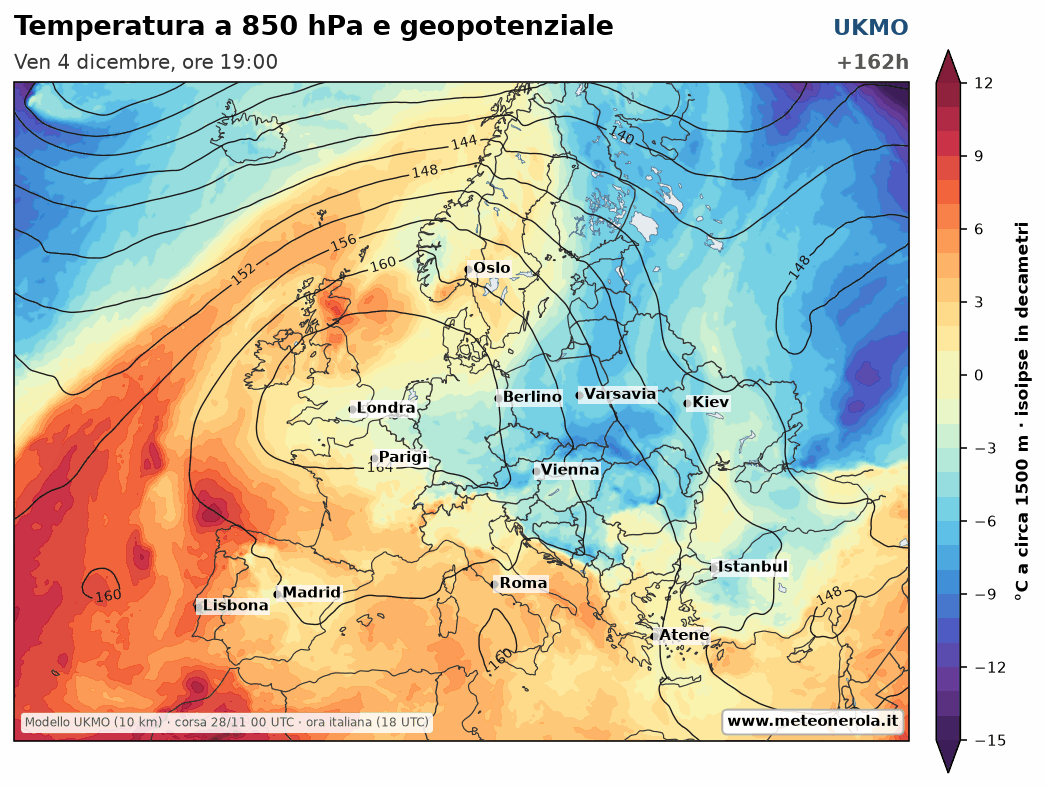 Temperatura a 850 hPa e geopotenziale
UKMO
Ven 4 dicembre, ore 19:00
+162h
140
144
148
156
160
152
148
Oslo
Berlino
Varsavia
Kiev
Londra
Parigi
164
Vienna
Istanbul
Roma
Madrid
160
Lisbona
148
Atene
160
Modello UKMO (10 km) · corsa 28/11 00 UTC · ora italiana (18 UTC)
www.meteonerola.it
12
9
6
3
0
−3
−6
−9
−12
−15
°C a circa 1500 m · isoipse in decametri